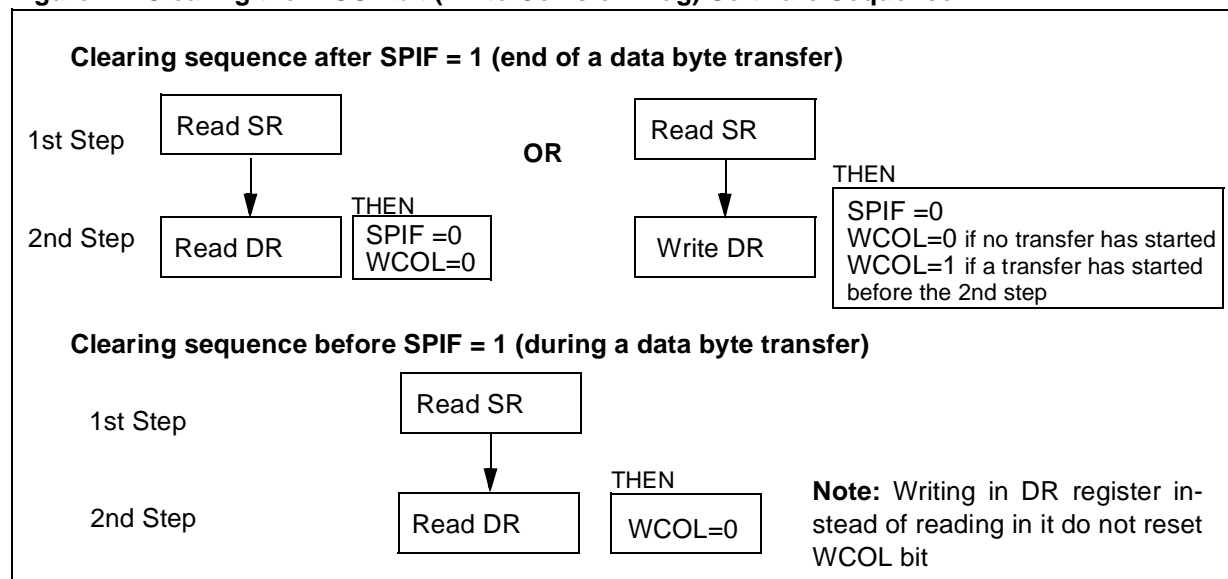 Clearing sequence after SPIF = 1 (end of a data byte transfer)
1st Step
Read SR
OR
Read SR
THEN
2nd Step
Read DR
THEN
SPIF =0
WCOL=0
Write DR
SPIF =0
WCOL=0 if no transfer has started
WCOL=1 if a transfer has started
before the 2nd step
Clearing sequence before SPIF = 1 (during a data byte transfer)
1st Step
Read SR
2nd Step
Read DR
THEN
WCOL=0
Note: Writing in DR register in-
stead of reading in it do not reset
WCOL bit